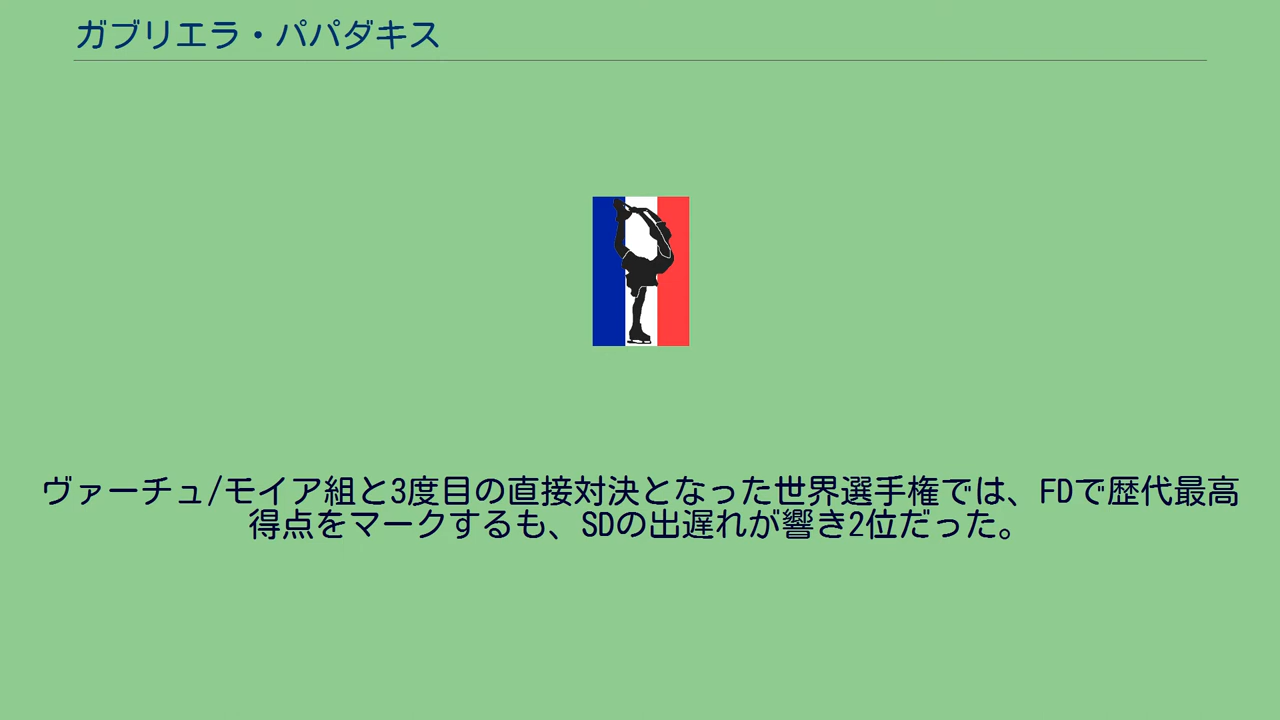 ガブリエラ・パパダキス
ヴァーチュ/モイア組と3度目の直接対決となった世界選手権では、FDで歴代最高
得点をマークするも、SDの出遅れが響き2位だった。